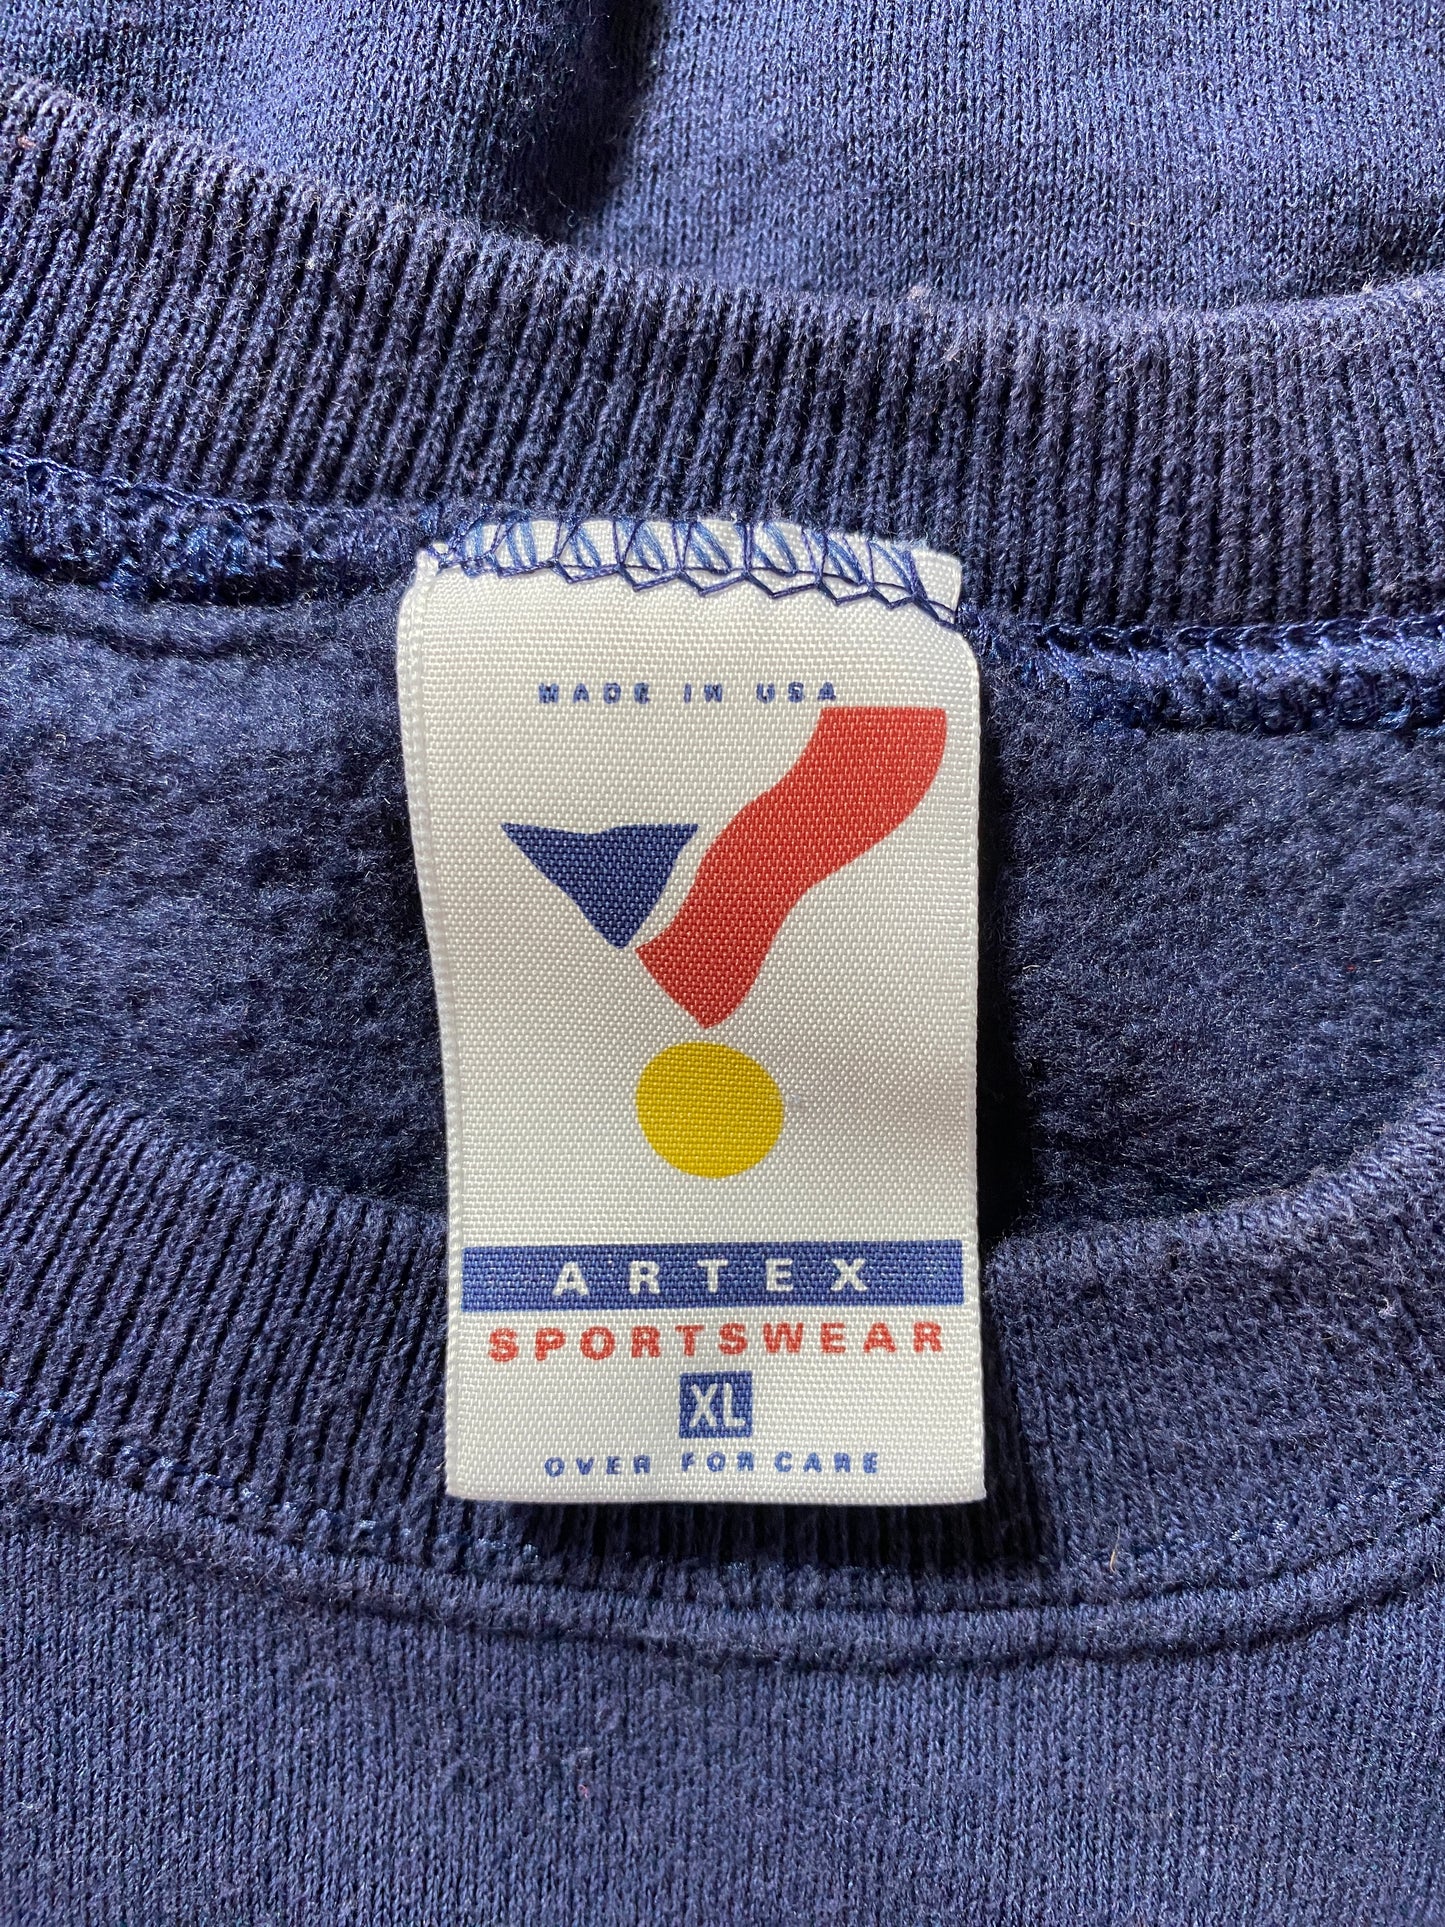 MADE IN USA
ARTEX
SPORTSWEAR
XL
OVER FOR CARE